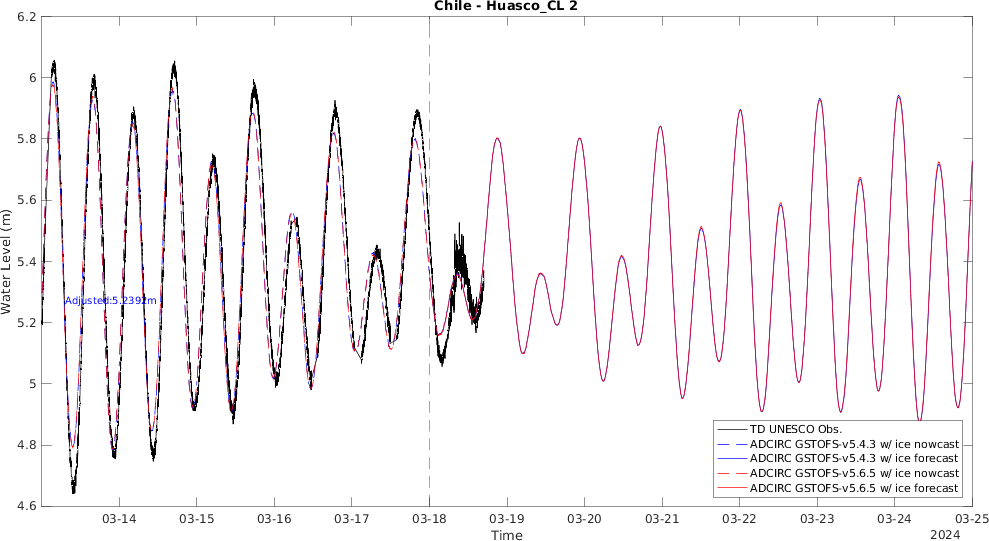 Chile - Huasco_CL 2
6.2
6
5.8
5.6
5.4
5.2
5
4.8
4.6
Water Level (m)
Adjusted:5.2392m
TD UNESCO Obs.
ADCIRC GSTOFS-v5.4.3 w/ ice nowcast
ADCIRC GSTOFS-v5.4.3 w/ ice forecast
ADCIRC GSTOFS-v5.6.5 w/ ice nowcast
ADCIRC GSTOFS-v5.6.5 w/ ice forecast
03-14 03-15 03-16 03-17 03-18 03-19 03-20 03-21 03-22 03-23 03-24 03-25
Time
2024